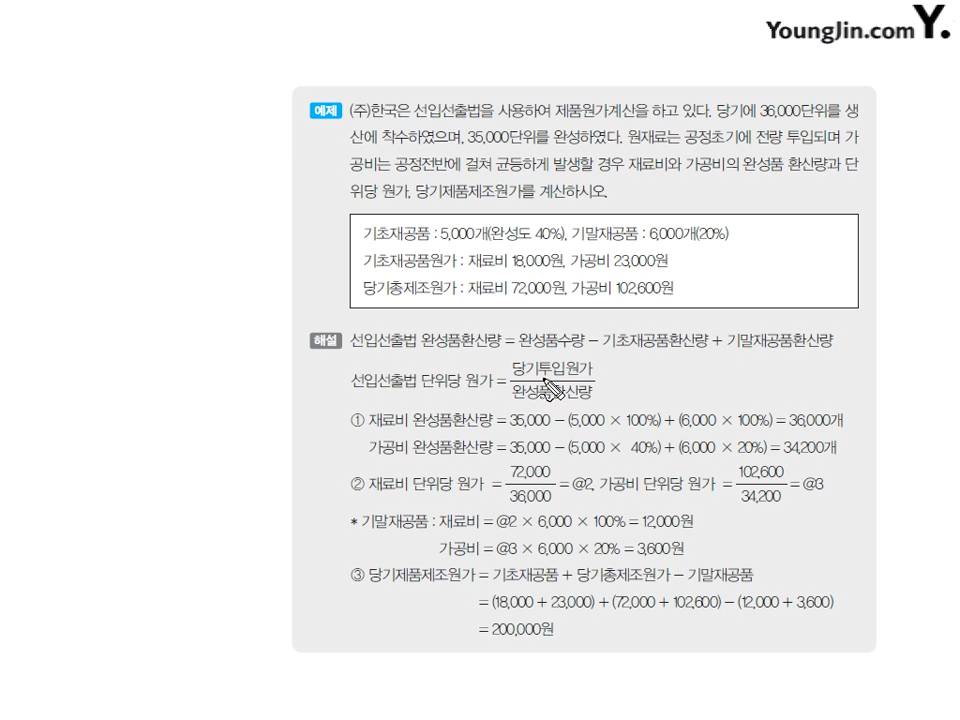 YoungJin.com Y.
예제 (주)한국은 선입선출법을 사용하여 제품원가계산을 하고 있다. 당기에 36,000단위를 생
산에 착수하였으며, 35,000단위를 완성하였다. 원재료는 공정초기에 전량 투입되며 가
공비는 공정전반에 걸쳐 균등하게 발생할 경우 재료비와 가공비의 완성품 환산량과 단
위당 원가, 당기제품제조원가를 계산하시오.
기초재공품 : 5,000개(완성도 40%), 기말재공품 : 6,000개(20%)
기초재공품원가 : 재료비 18,000원, 가공비 23,000원
당기총제조원가 : 재료비 72,000원, 가공비 102,600원
해설 선입선출법 완성품환산량 = 완성품수량 - 기초재공품환산량 + 기말재공품환산량
선입선출법 단위당 원가 = 당기투입원가 / 완성품환산량
① 재료비 완성품환산량 = 35,000 - (5,000 × 100%) + (6,000 × 100%) = 36,000개
가공비 완성품환산량 = 35,000 - (5,000 × 40%) + (6,000 × 20%) = 34,200개
② 재료비 단위당 원가 = 72,000 / 36,000 = @2, 가공비 단위당 원가 = 102,600 / 34,200 = @3
* 기말재공품 : 재료비 = @2 × 6,000 × 100% = 12,000원
가공비 = @3 × 6,000 × 20% = 3,600원
③ 당기제품제조원가 = 기초재공품 + 당기총제조원가 - 기말재공품
= (18,000 + 23,000) + (72,000 + 102,600) - (12,000 + 3,600)
= 200,000원